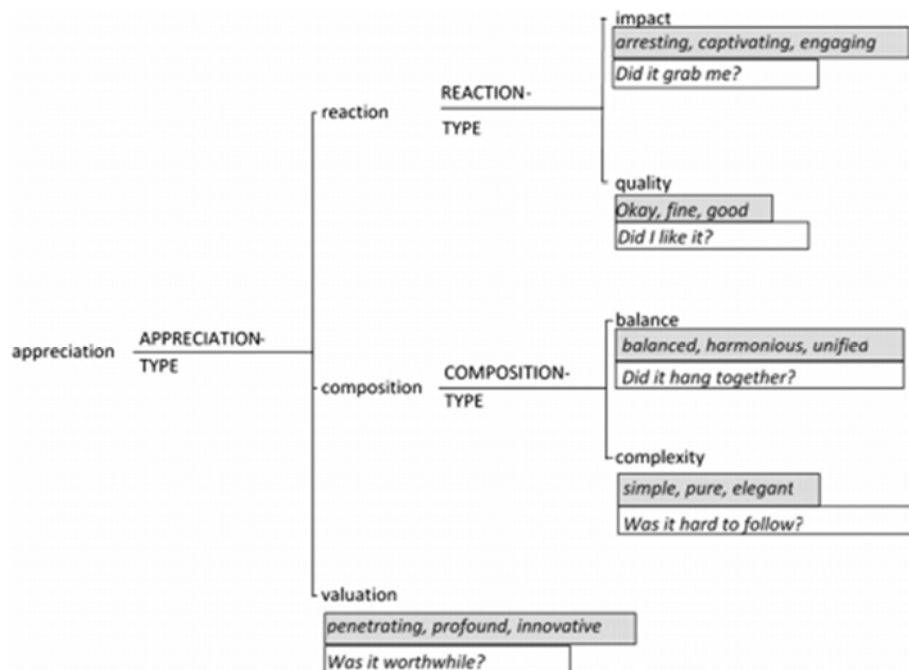 impact
arresting, captivating, engaging
Did it grab me?
REACTION-
reaction
TYPE
quality
Okay, fine, good
Did I like it?
balance
APPRECIATION-
balanced, harmonious, unified
appreciation
TYPE
COMPOSITION-
Did it hang together?
composition
TYPE
complexity
simple, pure, elegant
Was it hard to follow?
valuation
penetrating, profound, innovative
Was it worthwhile?